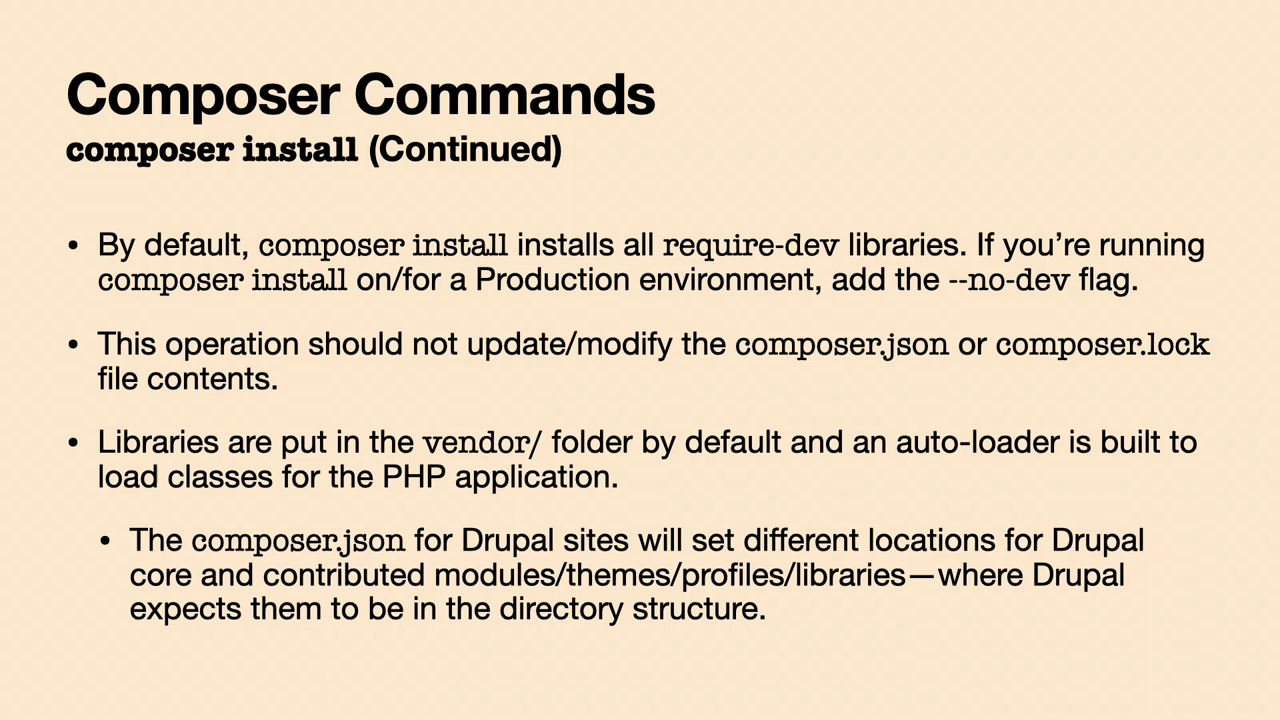 Composer Commands
composer install (Continued)
• By default, composer install installs all require-dev libraries. If you’re running
composer install on/for a Production environment, add the --no-dev flag.
• This operation should not update/modify the composer.json or composer.lock
file contents.
• Libraries are put in the vendor/ folder by default and an auto-loader is built to
load classes for the PHP application.
• The composer.json for Drupal sites will set different locations for Drupal
core and contributed modules/themes/profiles/libraries—where Drupal
expects them to be in the directory structure.